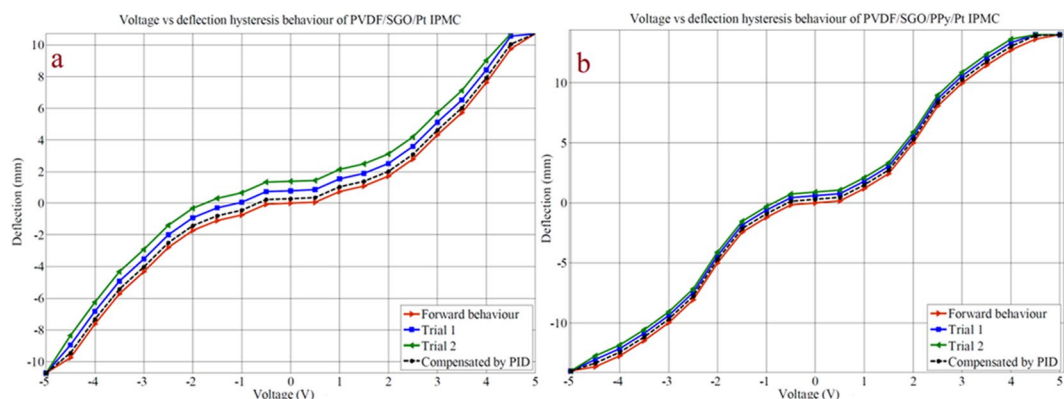 Voltage vs deflection hysteresis behaviour of PVDF/SGO/Pt IPMC
a
Deflection (mm)
10
8
6
4
2
0
-2
-4
-6
-8
-10
-5
-4
-3
-2
-1
0
1
2
3
4
5
Voltage (V)
Forward behaviour
Trial 1
Trial 2
Compensated by PID
Voltage vs deflection hysteresis behaviour of PVDF/SGO/PPy/Pt IPMC
b
Deflection (mm)
10
5
0
-5
-10
-5
-4
-3
-2
-1
0
1
2
3
4
5
Voltage (V)
Forward behaviour
Trial 1
Trial 2
Compensated by PID